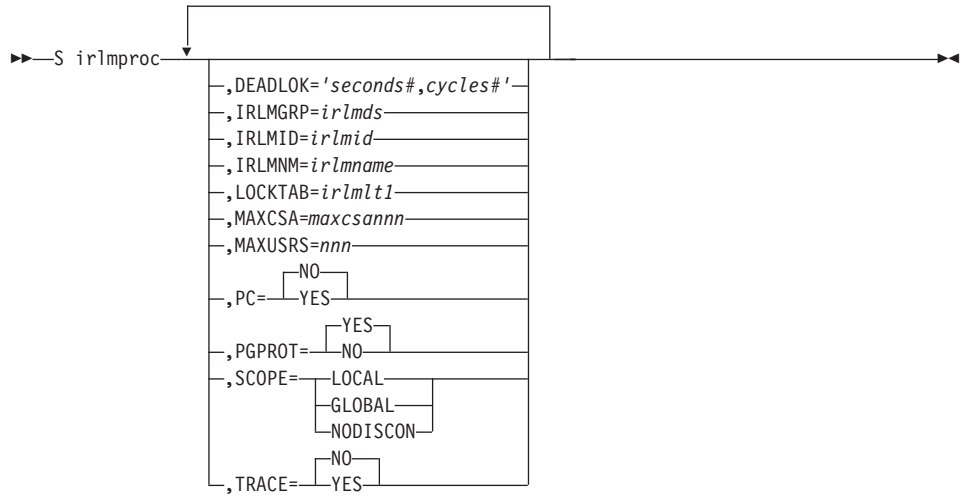 S irlmproc
,DEADLOK='seconds#,cycles#'
,IRLMGRP=irlmds
,IRLMID=irlmid
,IRLMNM=irlmname
,LOCKTAB=irlmlt1
,MAXCSA=maxcsannn
,MAXUSRS=nnn
NO
,PC= YES
YES
,PGPROT= NO
,SCOPE= LOCAL
GLOBAL
NODISCON
NO
,TRACE= YES